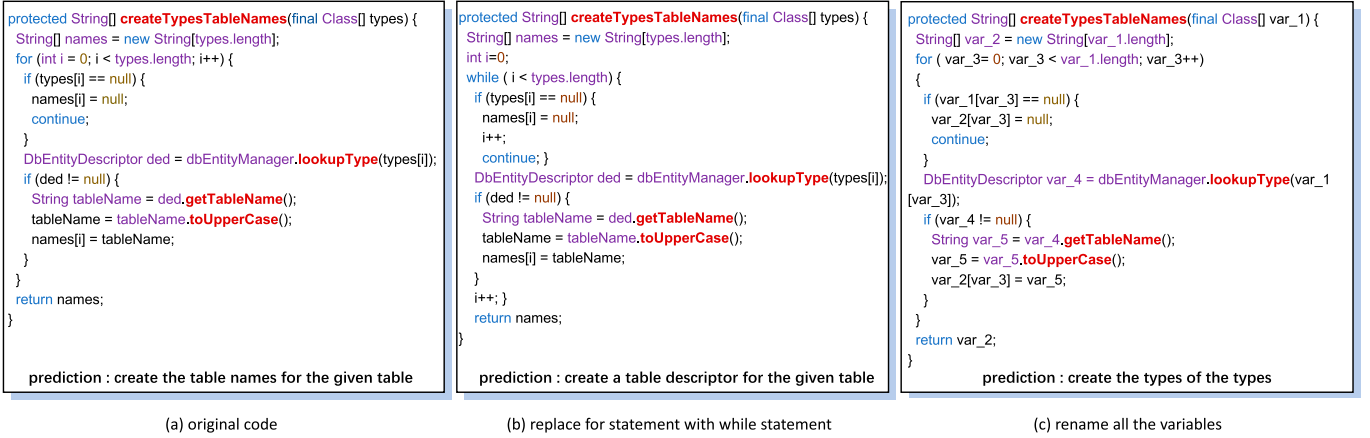 protected String[] createTypesTableNames(final Class[] types) {
String[] names = new String[types.length];
for (int i = 0; i < types.length; i++) {
if (types[i] == null) {
names[i] = null;
continue;
}
DbEntityDescriptor ded = dbEntityManager.lookupType(types[i]);
if (ded != null) {
String tableName = ded.getTableName();
tableName = tableName.toUpperCase();
names[i] = tableName;
}
}
return names;
}
prediction : create the table names for the given table
(a) original code
protected String[] createTypesTableNames(final Class[] types) {
String[] names = new String[types.length];
int i=0;
while ( i < types.length) {
if (types[i] == null) {
names[i] = null;
i++;
continue; }
DbEntityDescriptor ded = dbEntityManager.lookupType(types[i]);
if (ded != null) {
String tableName = ded.getTableName();
tableName = tableName.toUpperCase();
names[i] = tableName;
}
i++; }
return names;
}
prediction : create a table descriptor for the given table
(b) replace for statement with while statement
protected String[] createTypesTableNames(final Class[] var_1) {
String[] var_2 = new String[var_1.length];
for ( var_3= 0; var_3 < var_1.length; var_3++)
{
if (var_1[var_3] == null) {
var_2[var_3] = null;
continue;
}
DbEntityDescriptor var_4 = dbEntityManager.lookupType(var_1
[var_3]);
if (var_4 != null) {
String var_5 = var_4.getTableName();
var_5 = var_5.toUpperCase();
var_2[var_3] = var_5;
}
}
return var_2;
}
prediction : create the types of the types
(c) rename all the variables